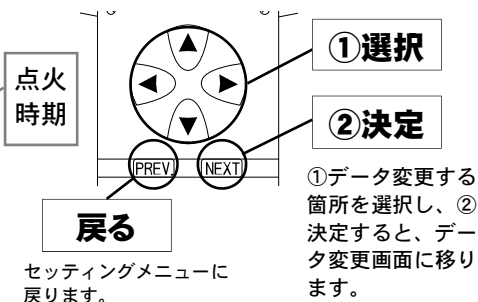 点火
時期
①選択
②決定
PREV.
NEXT
戻る
①データ変更する
箇所を選択し、②
決定すると、デー
タ変更画面に移り
ます。
セッティングメニューに
戻ります。